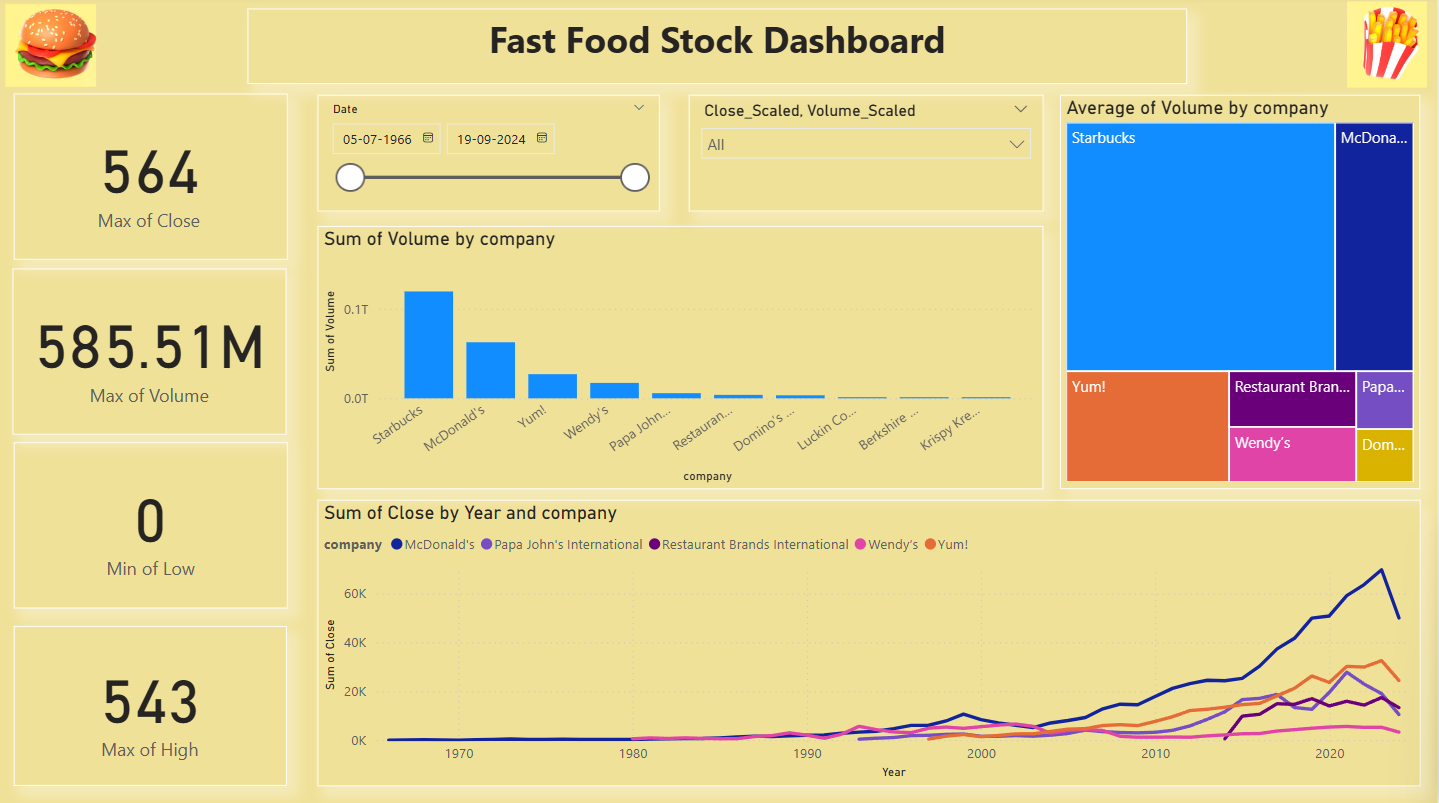 Fast Food Stock Dashboard
564
Max of Close
585.51M
Max of Volume
0
Min of Low
543
Max of High
Date
05-07-1966 19-09-2024
Close_Scaled, Volume_Scaled
All
Sum of Volume by company
Sum of Volume
0.1T
0.0T
Starbucks
McDonald's
Yum!
Wendy's
Papa John...
Restauran...
Domino's ...
Luckin Co...
Berkshire ...
Krispy Kre...
company
Average of Volume by company
Starbucks
McDona...
Yum!
Restaurant Bran...
Papa...
Wendy's
Dom...
Sum of Close by Year and company
company McDonald's Papa John's International Restaurant Brands International Wendy's Yum!
Sum of Close
60K
40K
20K
0K
1970 1980 1990 2000 2010 2020
Year